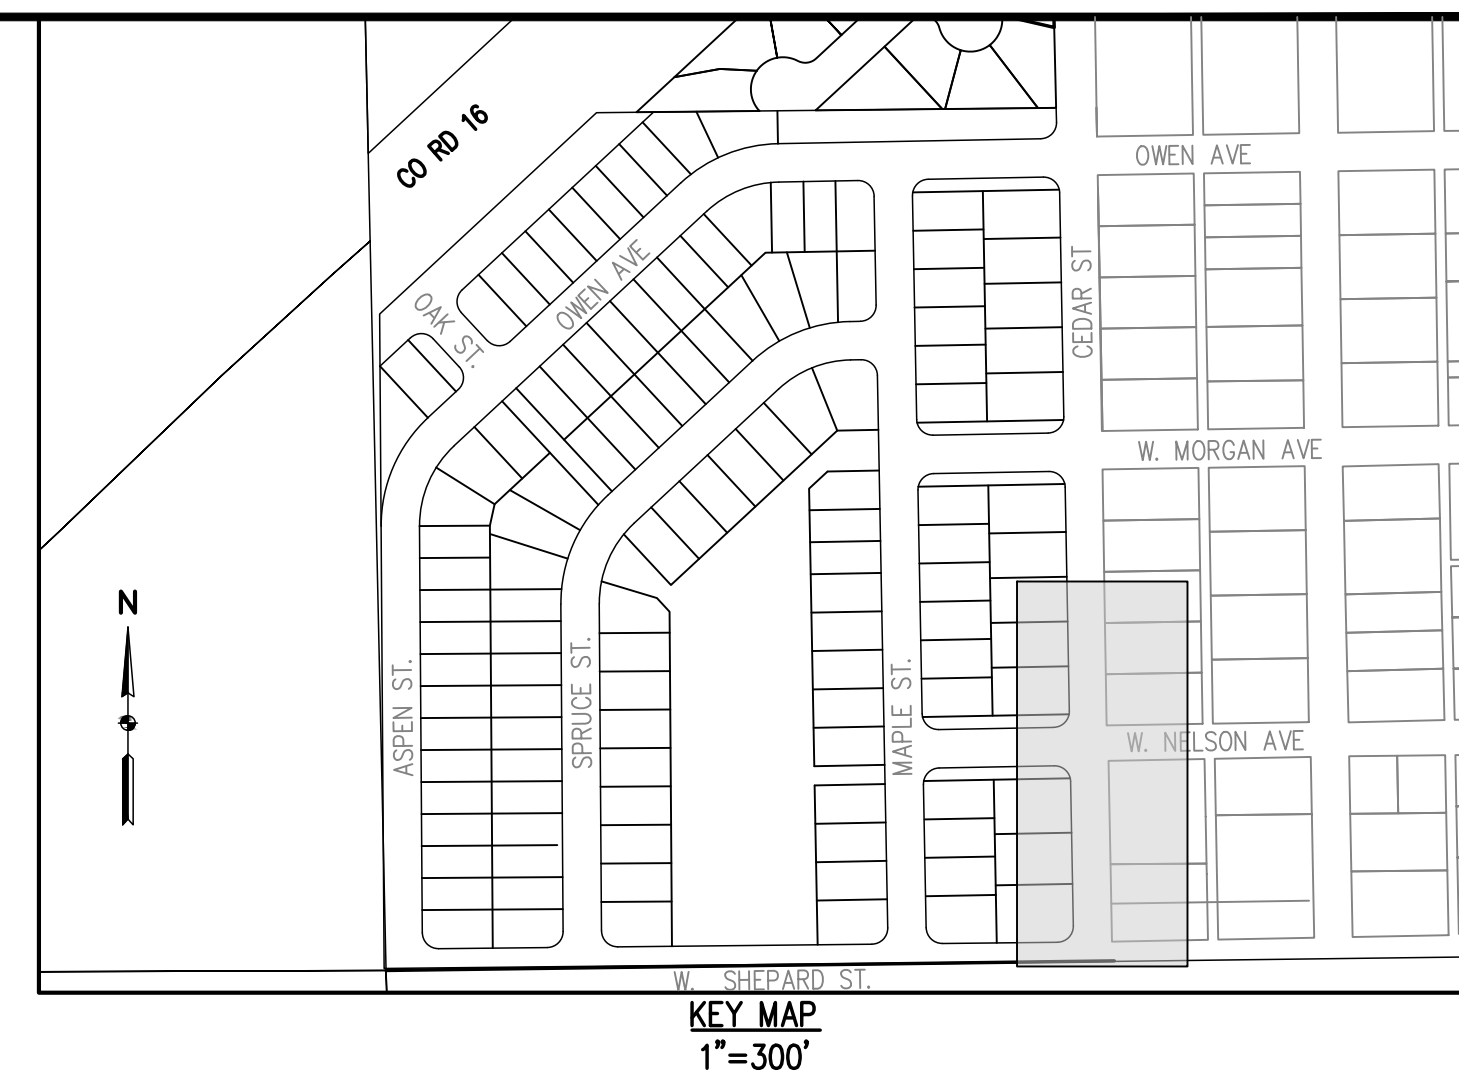 CO RD 16
OWEN AVE
OAK ST.
OWEN AVE
CEDAR ST
W. MORGAN AVE
N
ASPEN ST.
SPRUCE ST.
MAPLE ST.
W. NELSON AVE
W. SHEPARD ST.
KEY MAP
1"=300'